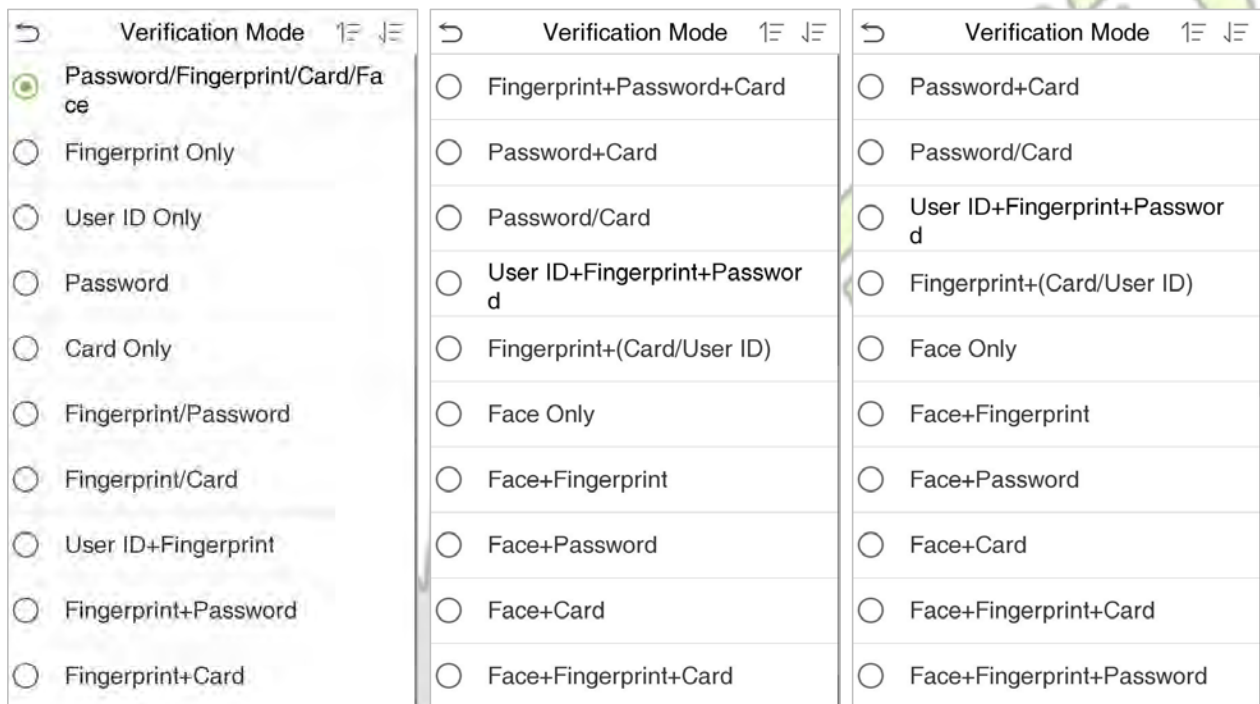 Verification Mode
Password/Fingerprint/Card/Fa
ce
Fingerprint Only
User ID Only
Password
Card Only
Fingerprint/Password
Fingerprint/Card
User ID+Fingerprint
Fingerprint+Password
Fingerprint+Card
Verification Mode
Fingerprint+Password+Card
Password+Card
Password/Card
User ID+Fingerprint+Passwor
d
Fingerprint+(Card/User ID)
Face Only
Face+Fingerprint
Face+Password
Face+Card
Face+Fingerprint+Card
Verification Mode
Password+Card
Password/Card
User ID+Fingerprint+Passwor
d
Fingerprint+(Card/User ID)
Face Only
Face+Fingerprint
Face+Password
Face+Card
Face+Fingerprint+Card
Face+Fingerprint+Password